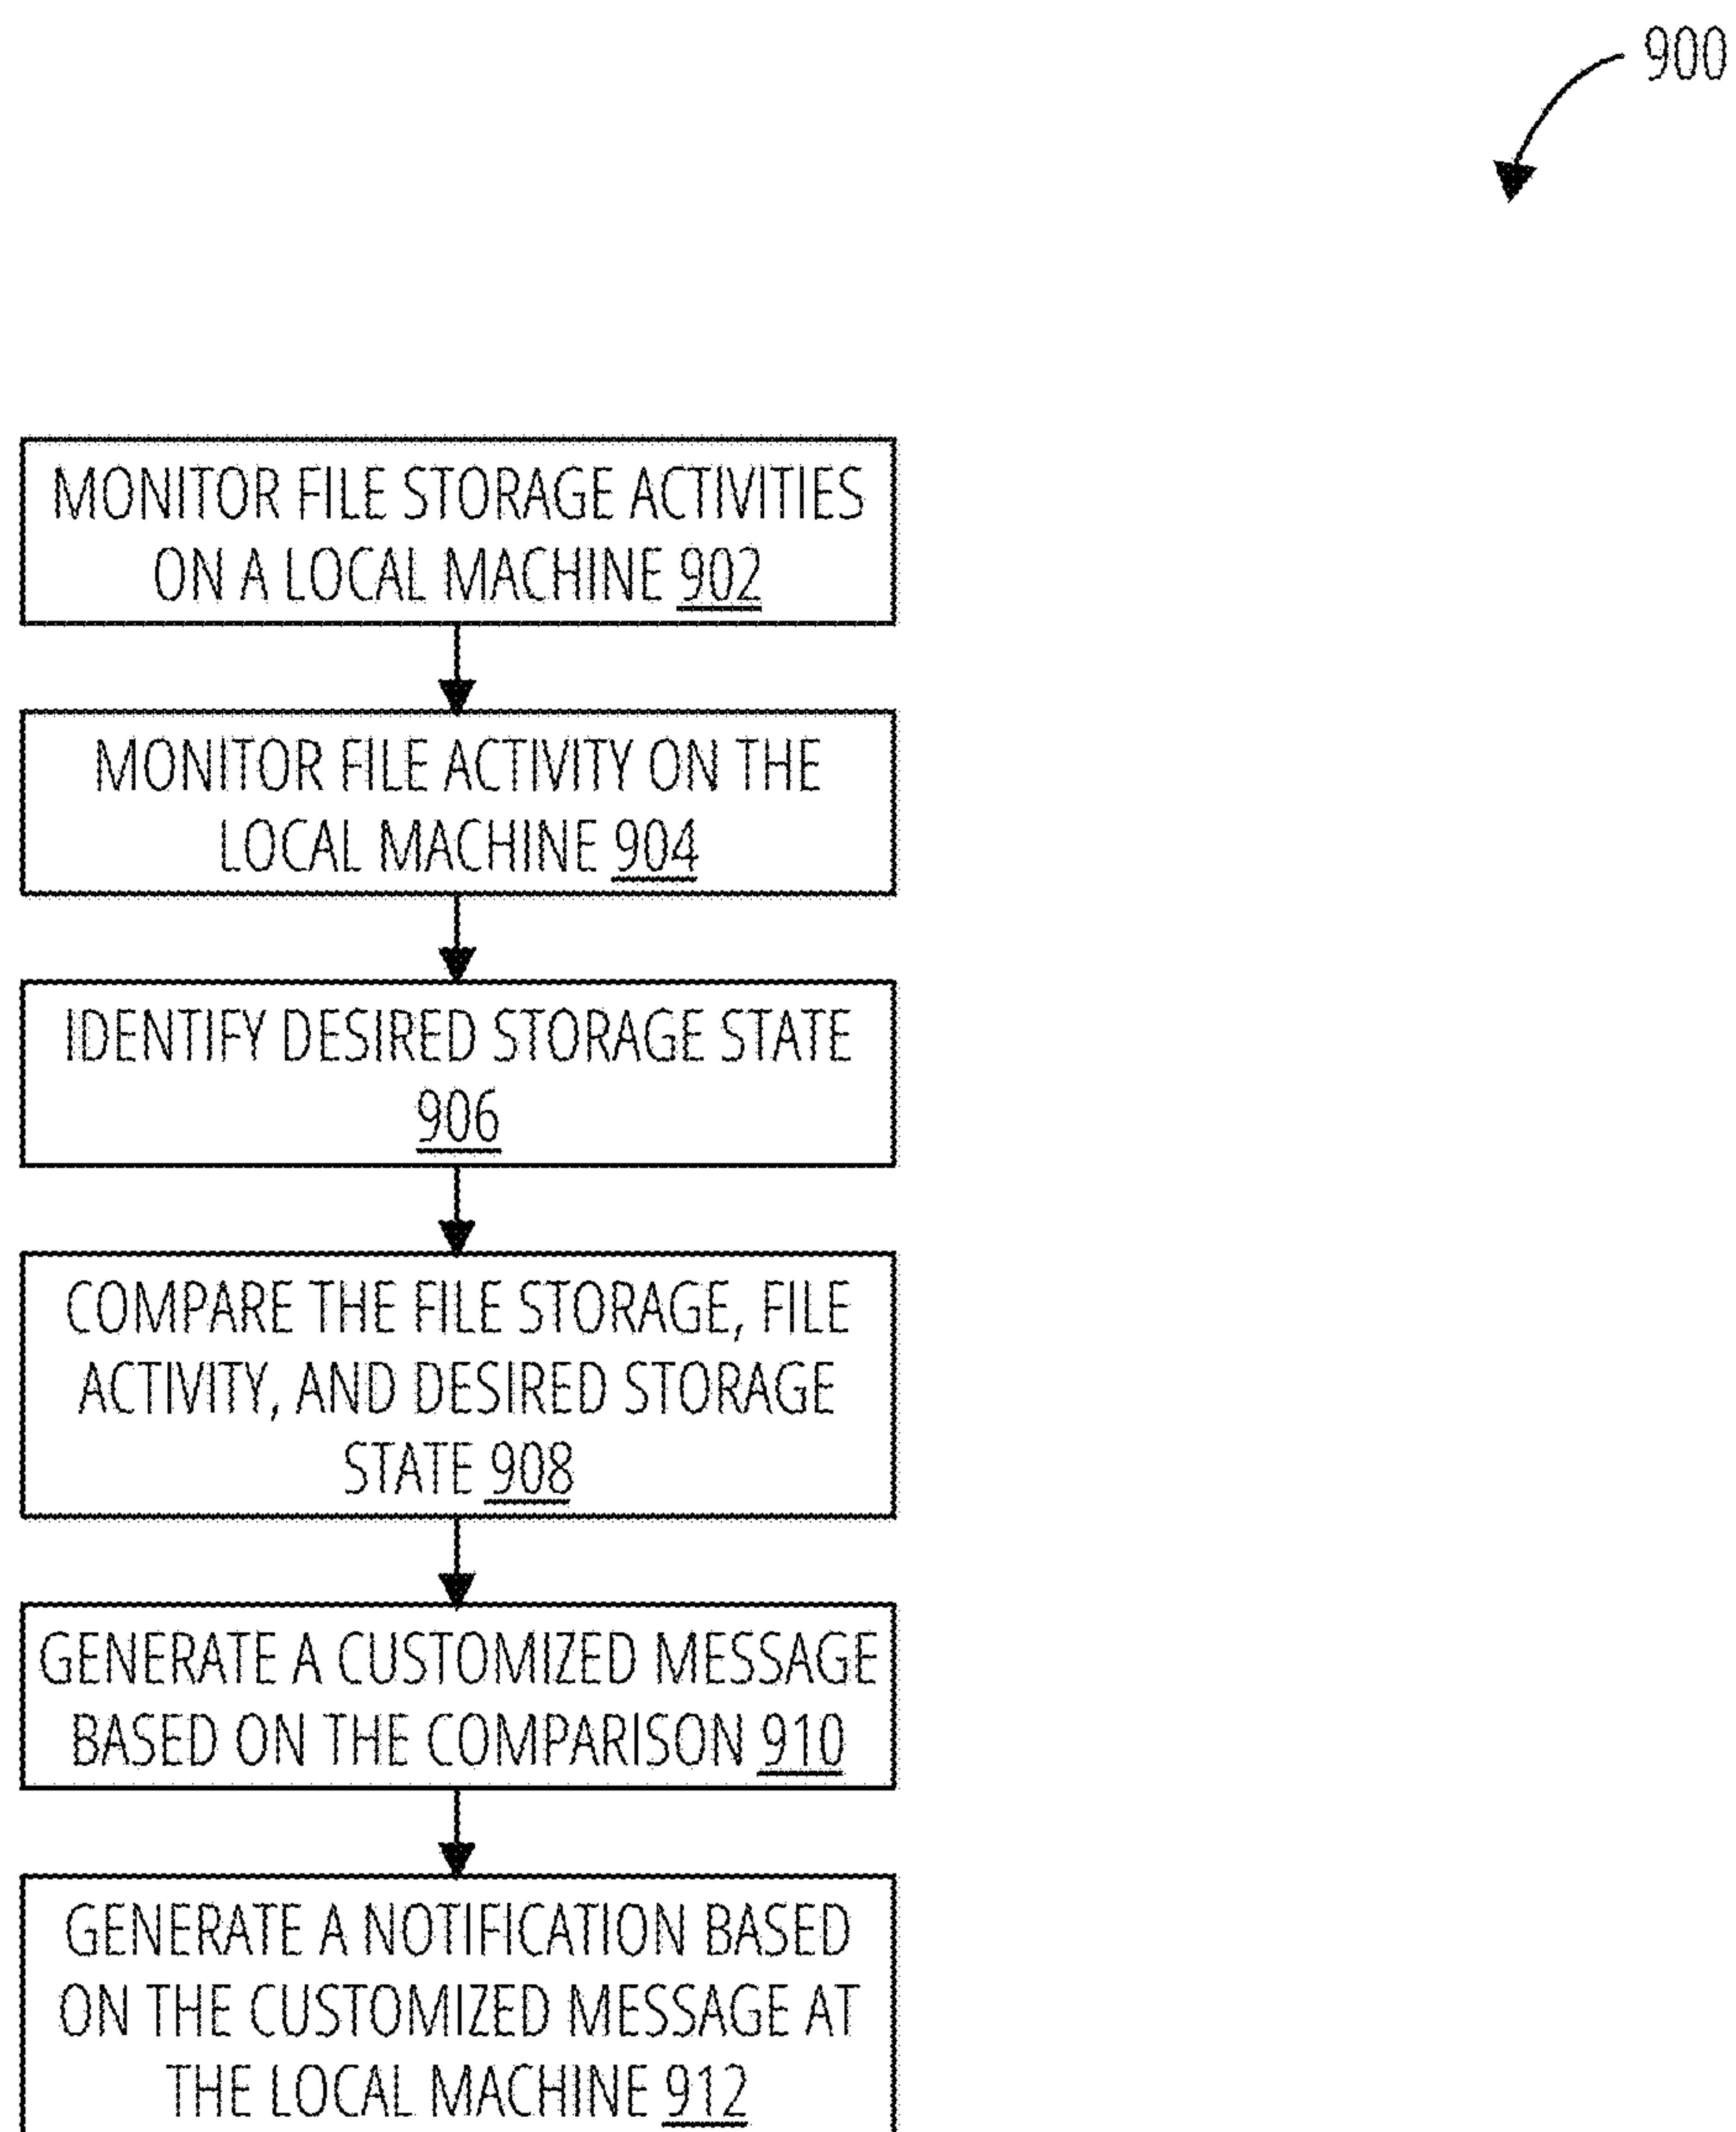 900
MONITOR FILE STORAGE ACTIVITIES
ON A LOCAL MACHINE 902
MONITOR FILE ACTIVITY ON THE
LOCAL MACHINE 904
IDENTIFY DESIRED STORAGE STATE
906
COMPARE THE FILE STORAGE, FILE
ACTIVITY, AND DESIRED STORAGE
STATE 908
GENERATE A CUSTOMIZED MESSAGE
BASED ON THE COMPARISON 910
GENERATE A NOTIFICATION BASED
ON THE CUSTOMIZED MESSAGE AT
THE LOCAL MACHINE 912